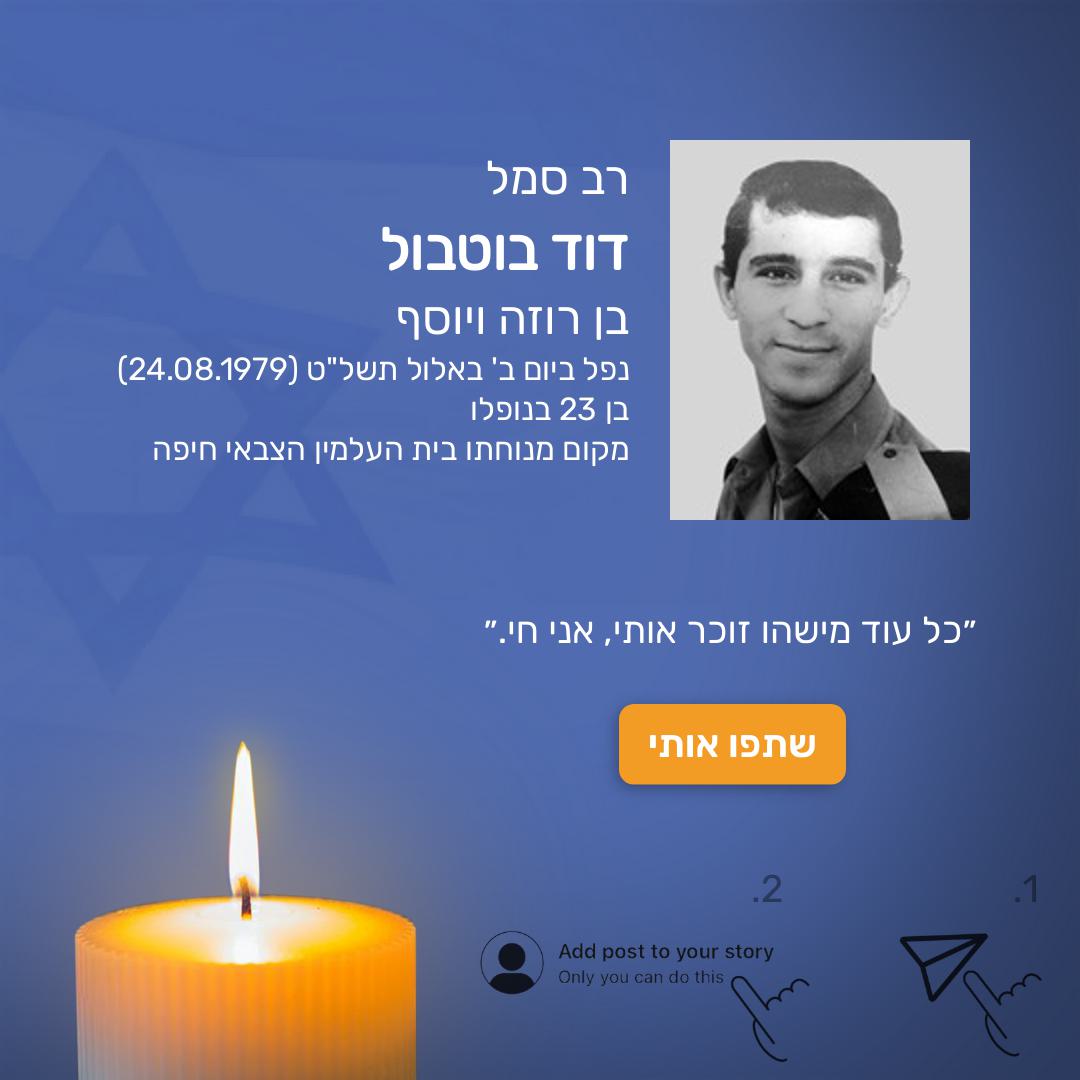 רב סמל
דוד בוטבול
בן רוזה ויוסף
נפל ביום ב' באלול תשל"ט (24.08.1979)
בן 23 בנופלו
מקום מנוחתו בית העלמין הצבאי חיפה
״כל עוד מישהו זוכר אותי, אני חי.״
שתפו אותי
.1
.2
Add post to your story
Only you can do this